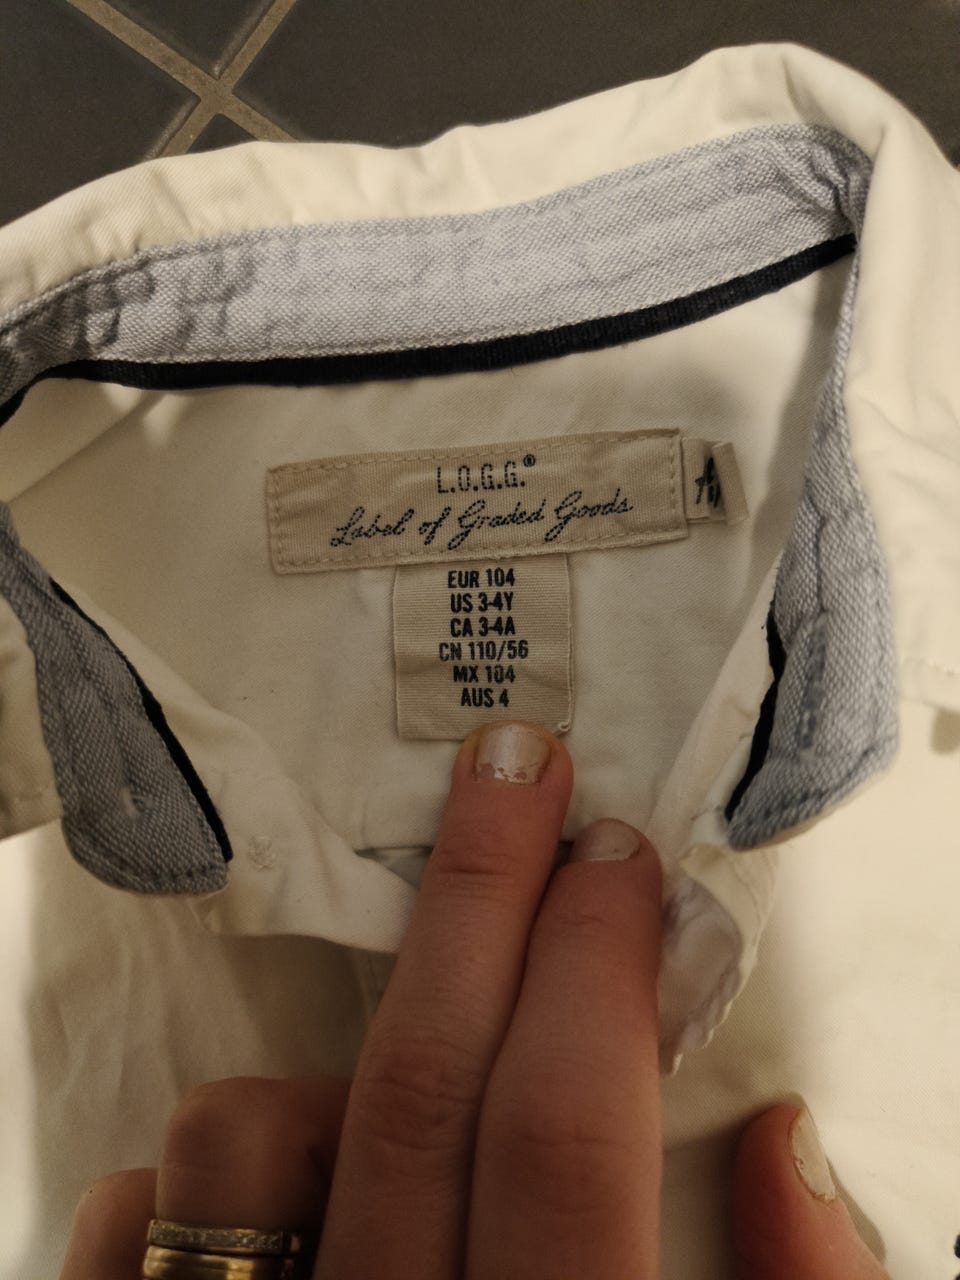 L.O.G.G.®
Label of Graded Goods
EUR 104
US 3-4Y
CA 3-4A
CN 110/56
MX 104
AUS 4